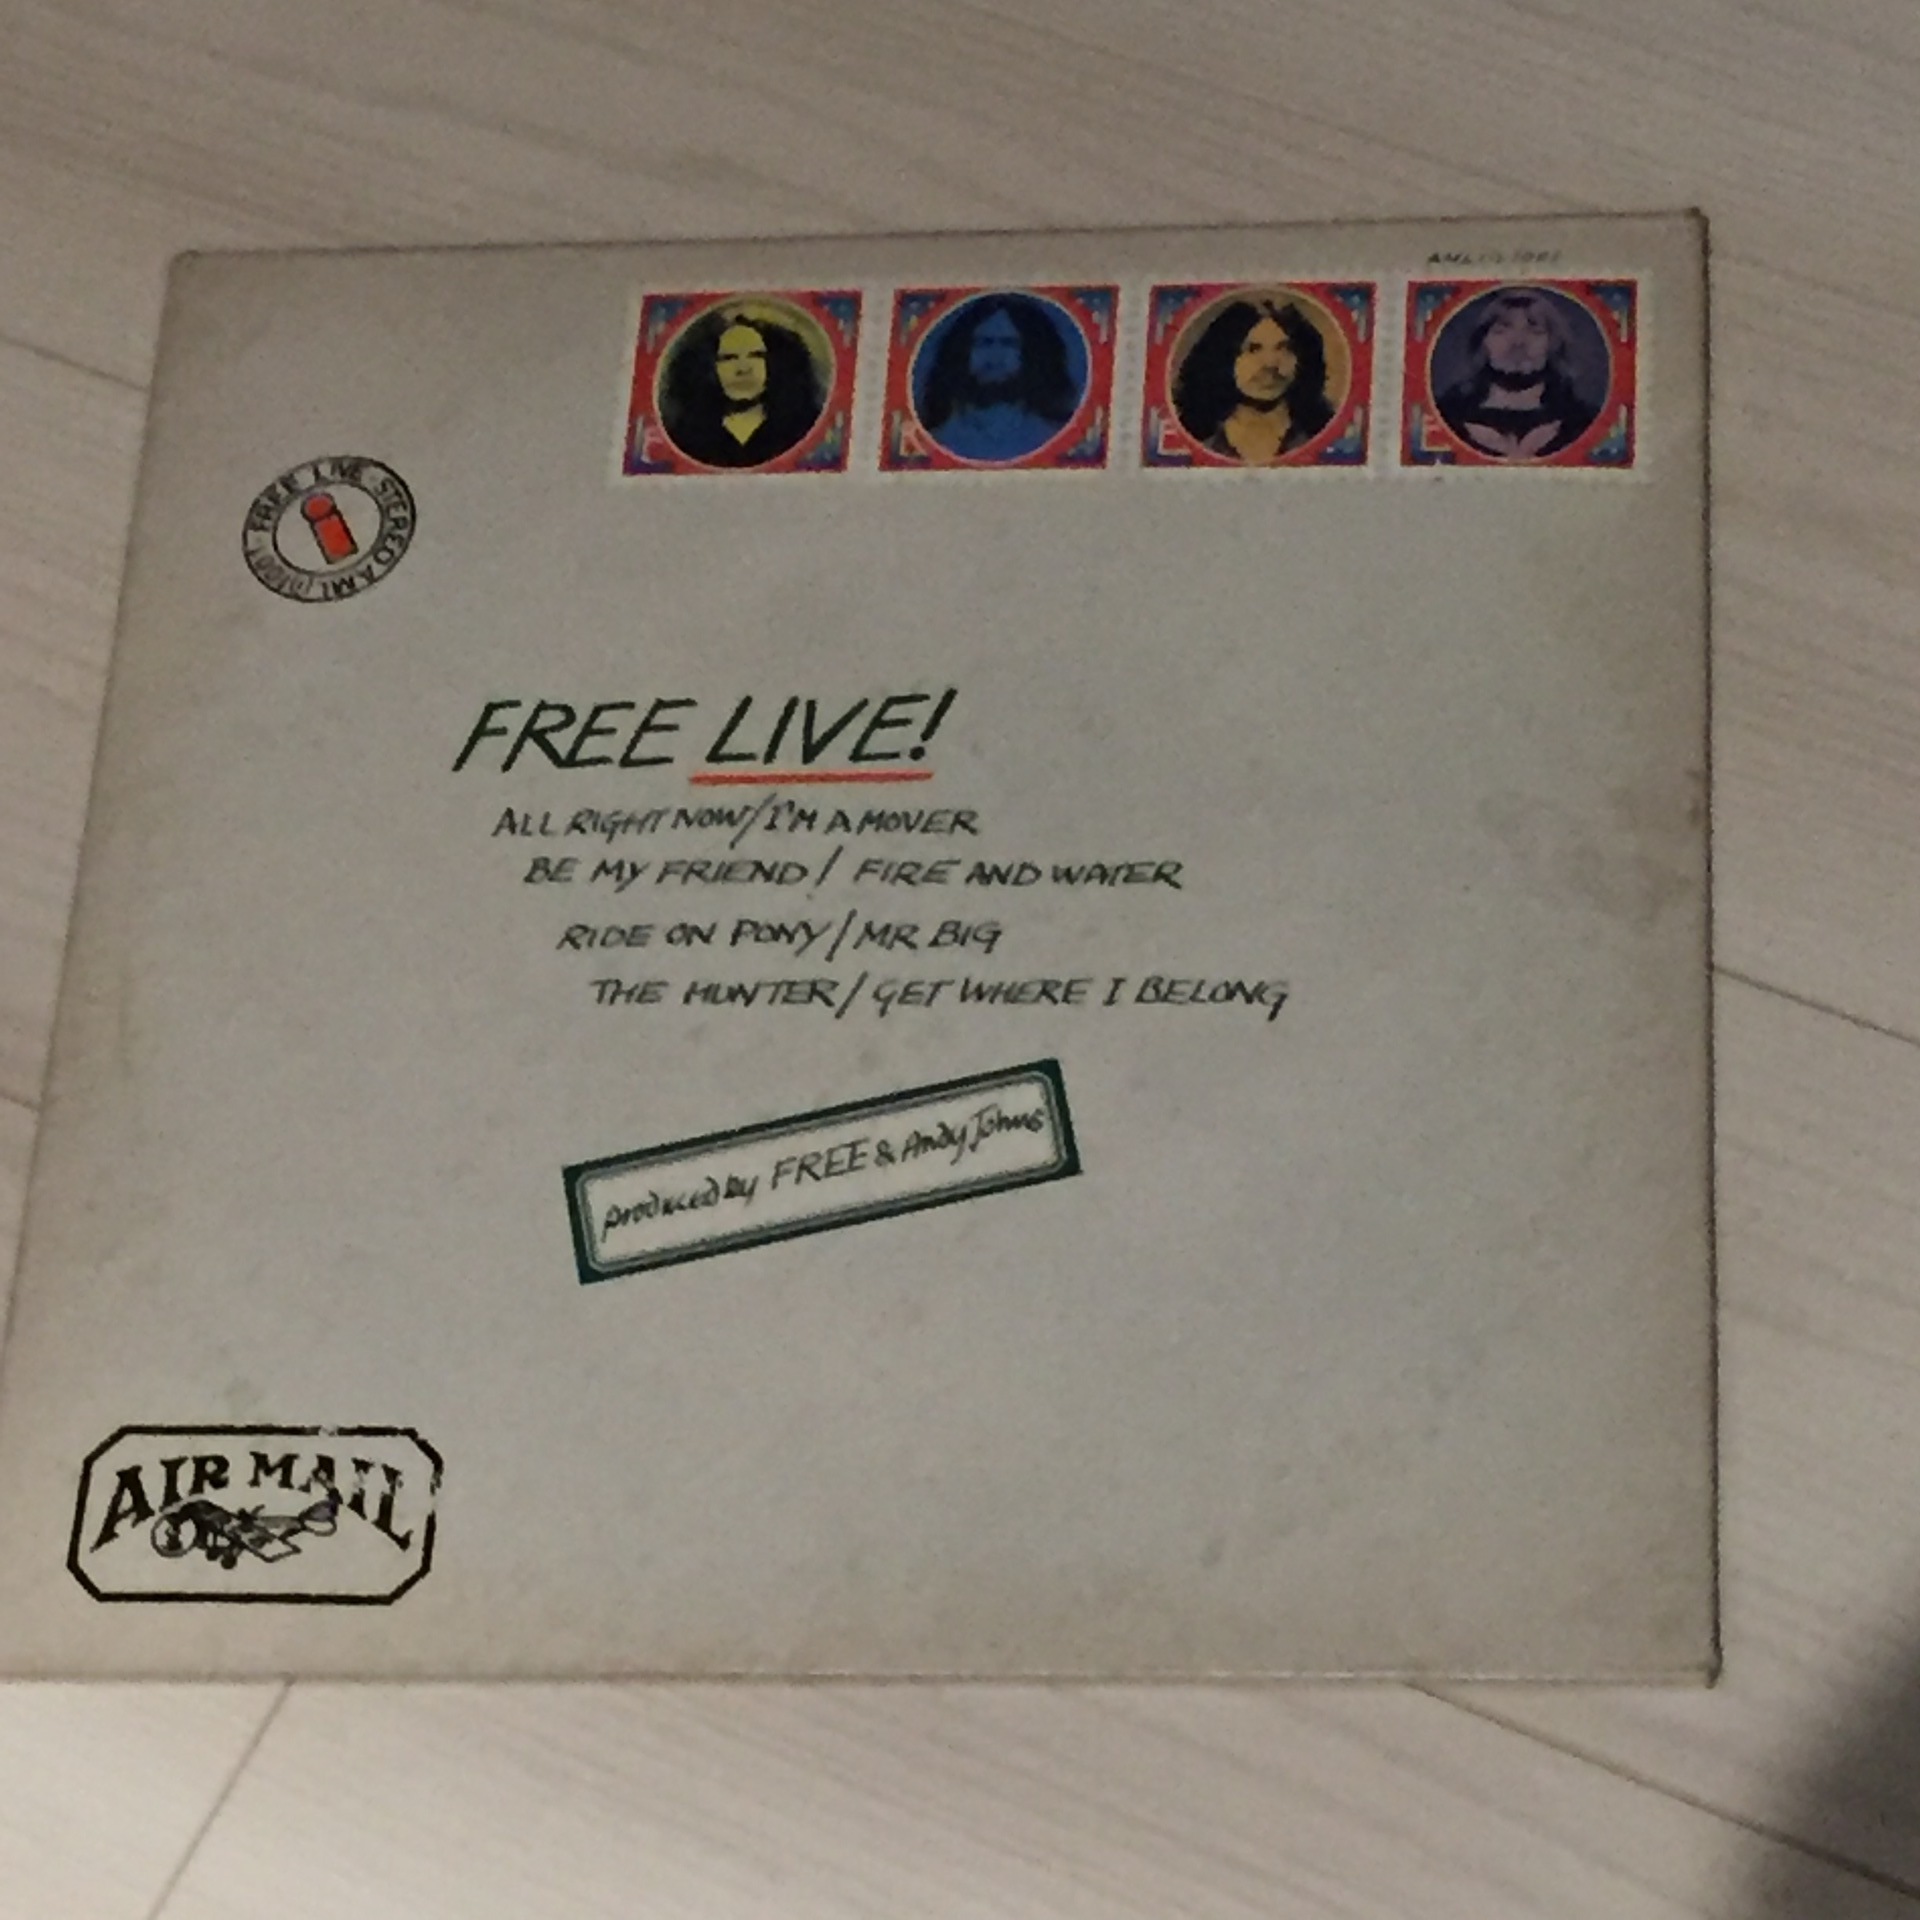 F
R
E
E
FREE LIVE · STEREO
FREE LIVE!
ALL RIGHT NOW/I'M A MOVER
BE MY FRIEND / FIRE AND WATER
RIDE ON PONY / MR BIG
THE HUNTER / GET WHERE I BELONG
produced by FREE & Andy Johns
AIR MAIL